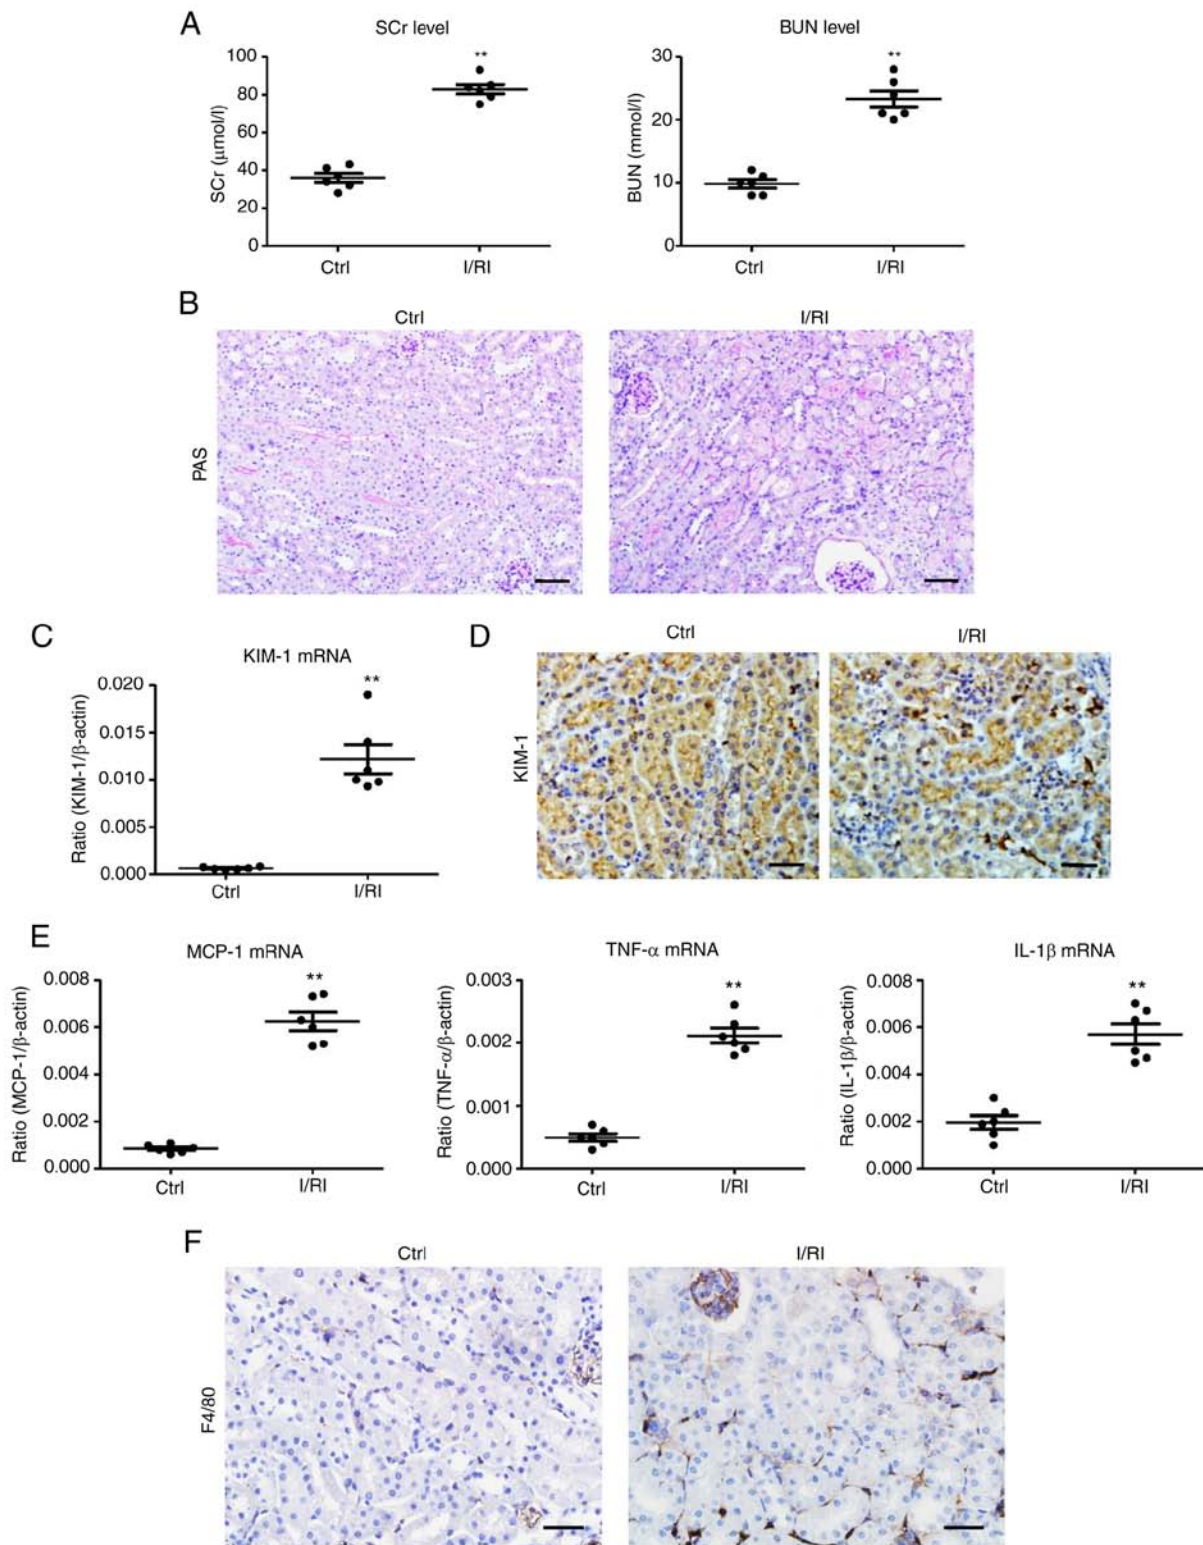 A
SCr level
BUN level
**
**
100
80
60
40
20
0
SCr (μmol/l)
Ctrl
I/RI
30
20
10
0
BUN (mmol/l)
Ctrl
I/RI
B
Ctrl
I/RI
PAS
C
KIM-1 mRNA
**
0.020
0.015
0.010
0.005
0.000
Ratio (KIM-1/β-actin)
Ctrl
I/RI
D
Ctrl
I/RI
KIM-1
E
MCP-1 mRNA
**
0.008
0.006
0.004
0.002
0.000
Ratio (MCP-1/β-actin)
Ctrl
I/RI
TNF-α mRNA
**
0.003
0.002
0.001
0.000
Ratio (TNF-α/β-actin)
Ctrl
I/RI
IL-1β mRNA
**
0.008
0.006
0.004
0.002
0.000
Ratio (IL-1β/β-actin)
Ctrl
I/RI
F
Ctrl
I/RI
F4/80